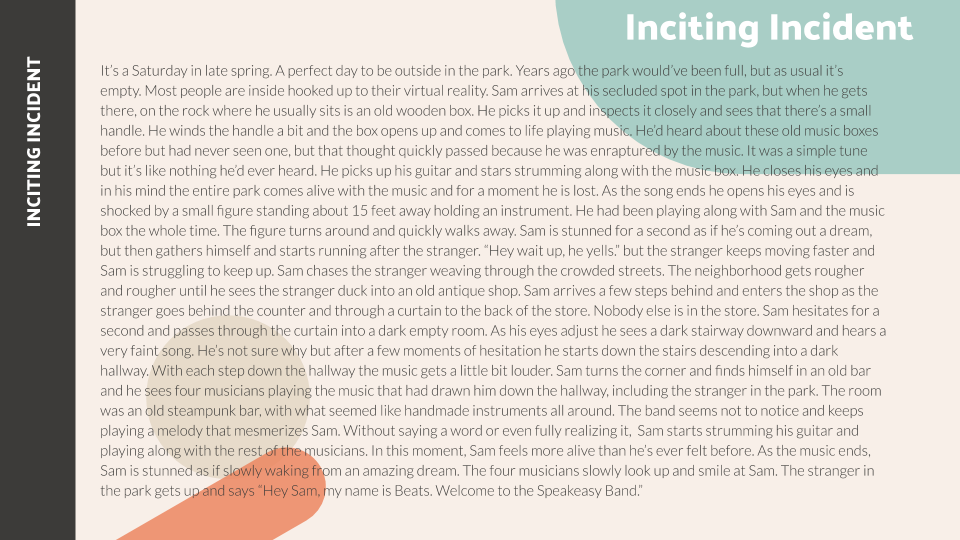 INCITING INCIDENT
Inciting Incident
It’s a Saturday in late spring. A perfect day to be outside in the park. Years ago the park would’ve been full, but as usual it’s
empty. Most people are inside hooked up to their virtual reality. Sam arrives at his secluded spot in the park, but when he gets
there, on the rock where he usually sits is an old wooden box. He picks it up and inspects it closely and sees that there’s a small
handle. He winds the handle a bit and the box opens up and comes to life playing music. He’d heard about these old music boxes
before but had never seen one, but that thought quickly passed because he was enraptured by the music. It was a simple tune
but it’s like nothing he’d ever heard. He picks up his guitar and stars strumming along with the music box. He closes his eyes and
in his mind the entire park comes alive with the music and for a moment he is lost. As the song ends he opens his eyes and is
shocked by a small figure standing about 15 feet away holding an instrument. He had been playing along with Sam and the music
box the whole time. The figure turns around and quickly walks away. Sam is stunned for a second as if he’s coming out a dream,
but then gathers himself and starts running after the stranger. “Hey wait up, he yells.” but the stranger keeps moving faster and
Sam is struggling to keep up. Sam chases the stranger weaving through the crowded streets. The neighborhood gets rougher
and rougher until he sees the stranger duck into an old antique shop. Sam arrives a few steps behind and enters the shop as the
stranger goes behind the counter and through a curtain to the back of the store. Nobody else is in the store. Sam hesitates for a
second and passes through the curtain into a dark empty room. As his eyes adjust he sees a dark stairway downward and hears a
very faint song. He’s not sure why but after a few moments of hesitation he starts down the stairs descending into a dark
hallway. With each step down the hallway the music gets a little bit louder. Sam turns the corner and finds himself in an old bar
and he sees four musicians playing the music that had drawn him down the hallway, including the stranger in the park. The room
was an old steampunk bar, with what seemed like handmade instruments all around. The band seems not to notice and keeps
playing a melody that mesmerizes Sam. Without saying a word or even fully realizing it, Sam starts strumming his guitar and
playing along with the rest of the musicians. In this moment, Sam feels more alive than he’s ever felt before. As the music ends,
Sam is stunned as if slowly waking from an amazing dream. The four musicians slowly look up and smile at Sam. The stranger in
the park gets up and says “Hey Sam, my name is Beats. Welcome to the Speakeasy Band.”